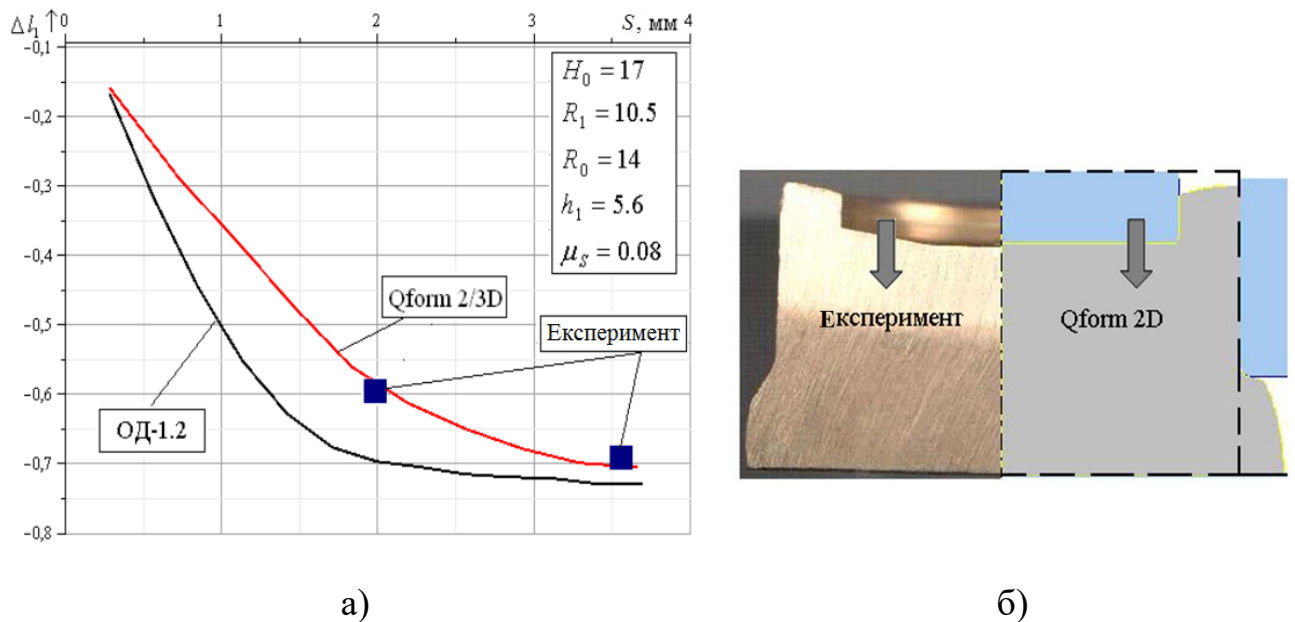 Δl₁ ↑ 0 1 2 3 S, мм 4
–0,1
–0,2
–0,3
–0,4
–0,5
–0,6
–0,7
–0,8
H₀ = 17
R₁ = 10.5
R₀ = 14
h₁ = 5.6
μₛ = 0.08
Qform 2/3D
Експеримент
ОД-1.2
Експеримент
Qform 2D
а)
б)